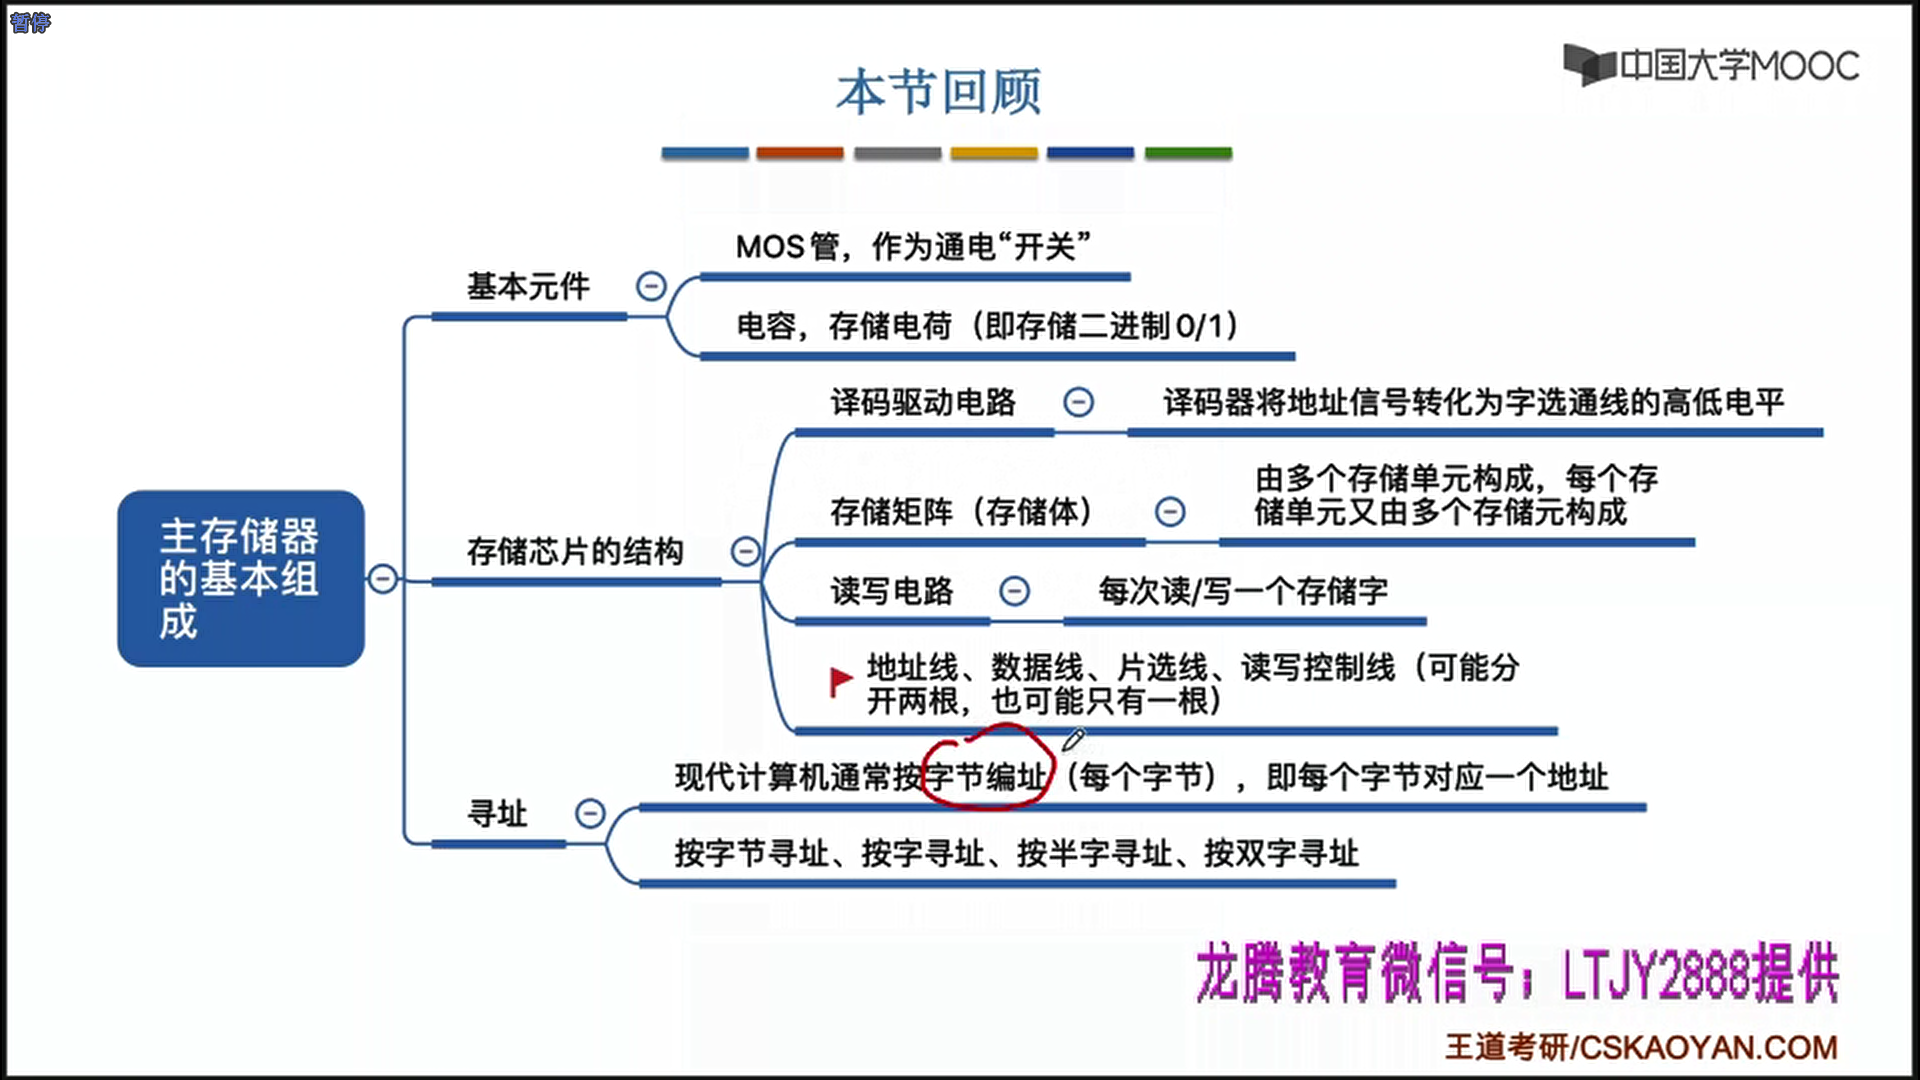 暂停
中国大学MOOC
本节回顾
MOS管，作为通电“开关”
基本元件
电容，存储电荷（即存储二进制0/1）
译码驱动电路
译码器将地址信号转化为字选通线的高低电平
由多个存储单元构成，每个存
储单元又由多个存储元构成
存储矩阵（存储体）
主存储器
的基本组
成
存储芯片的结构
读写电路
每次读/写一个存储字
地址线、数据线、片选线、读写控制线（可能分
开两根，也可能只有一根）
现代计算机通常按字节编址（每个字节），即每个字节对应一个地址
寻址
按字节寻址、按字寻址、按半字寻址、按双字寻址
龙腾教育微信号：LTJY2888提供
王道考研/CSKAOYAN.COM